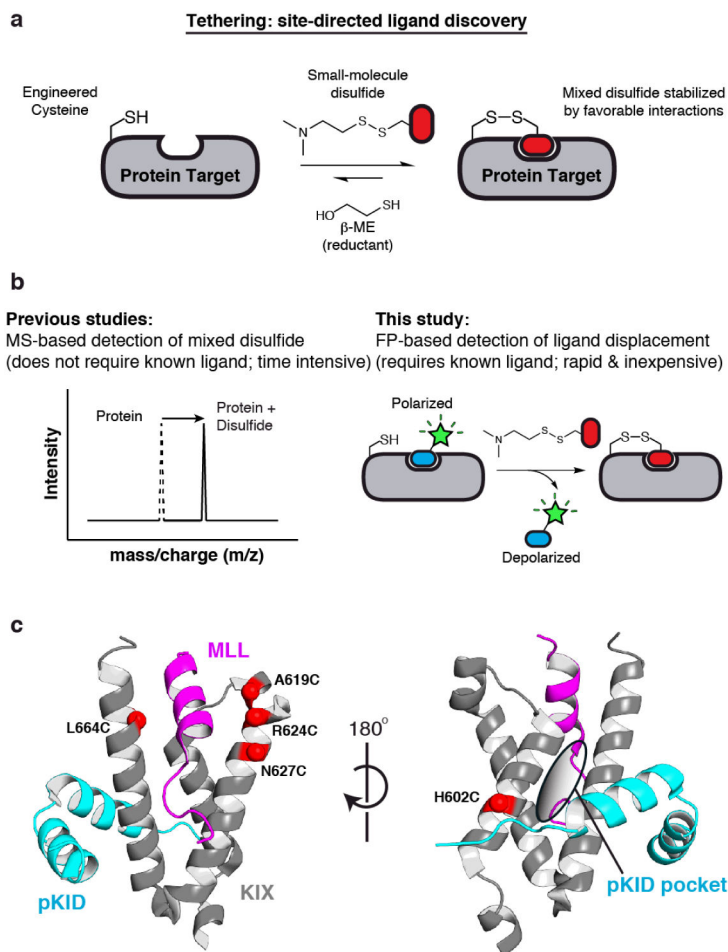 a
Tethering: site-directed ligand discovery
Engineered
Cysteine
SH
Small-molecule
disulfide
N
S
S
Mixed disulfide stabilized
by favorable interactions
S–S
Protein Target
Protein Target
HO
SH
β-ME
(reductant)
b
Previous studies:
MS-based detection of mixed disulfide
(does not require known ligand; time intensive)
This study:
FP-based detection of ligand displacement
(requires known ligand; rapid & inexpensive)
Intensity
Protein
Protein +
Disulfide
mass/charge (m/z)
Polarized
SH
N
S
S
S–S
Depolarized
c
MLL
A619C
L664C
R624C
N627C
pKID
KIX
180°
H602C
pKID pocket